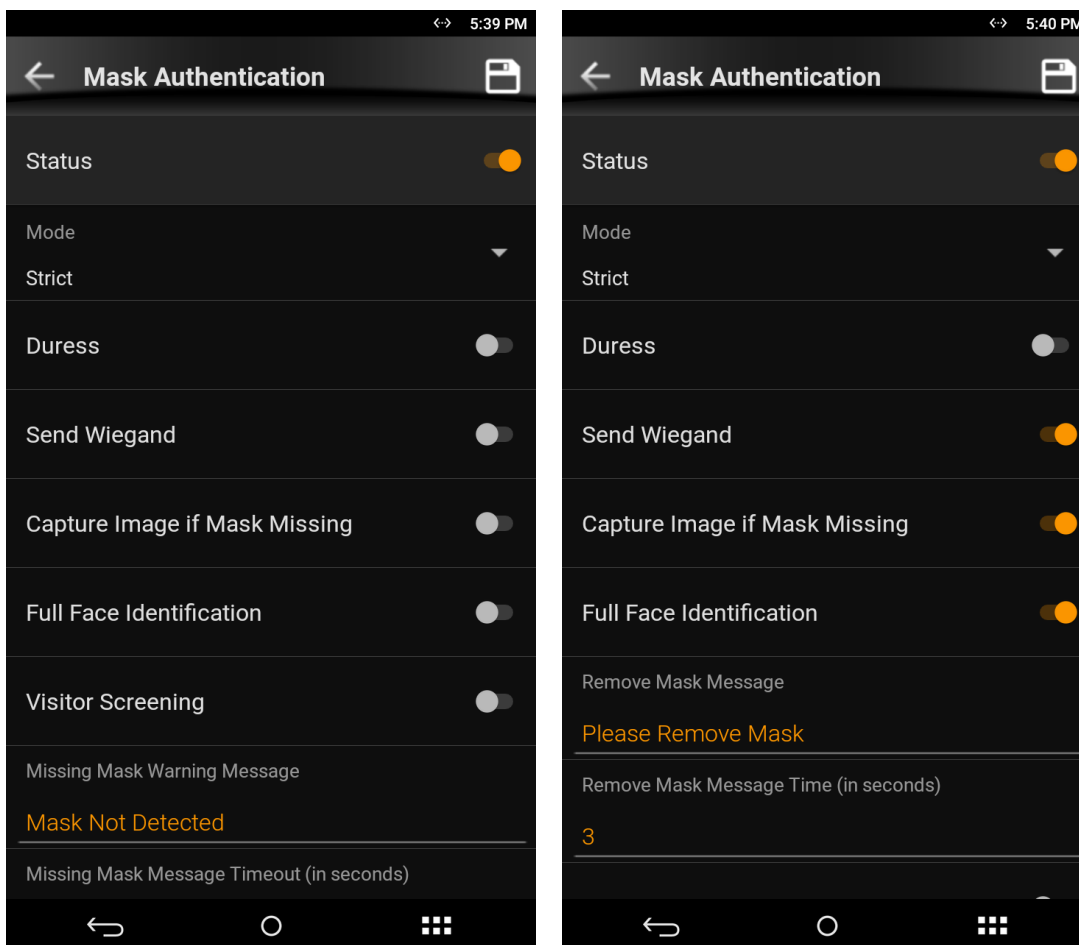 5:39 PM
Mask Authentication
Status
Mode
Strict
Duress
Send Wiegand
Capture Image if Mask Missing
Full Face Identification
Visitor Screening
Missing Mask Warning Message
Mask Not Detected
Missing Mask Message Timeout (in seconds)
5:40 PM
Mask Authentication
Status
Mode
Strict
Duress
Send Wiegand
Capture Image if Mask Missing
Full Face Identification
Remove Mask Message
Please Remove Mask
Remove Mask Message Time (in seconds)
3